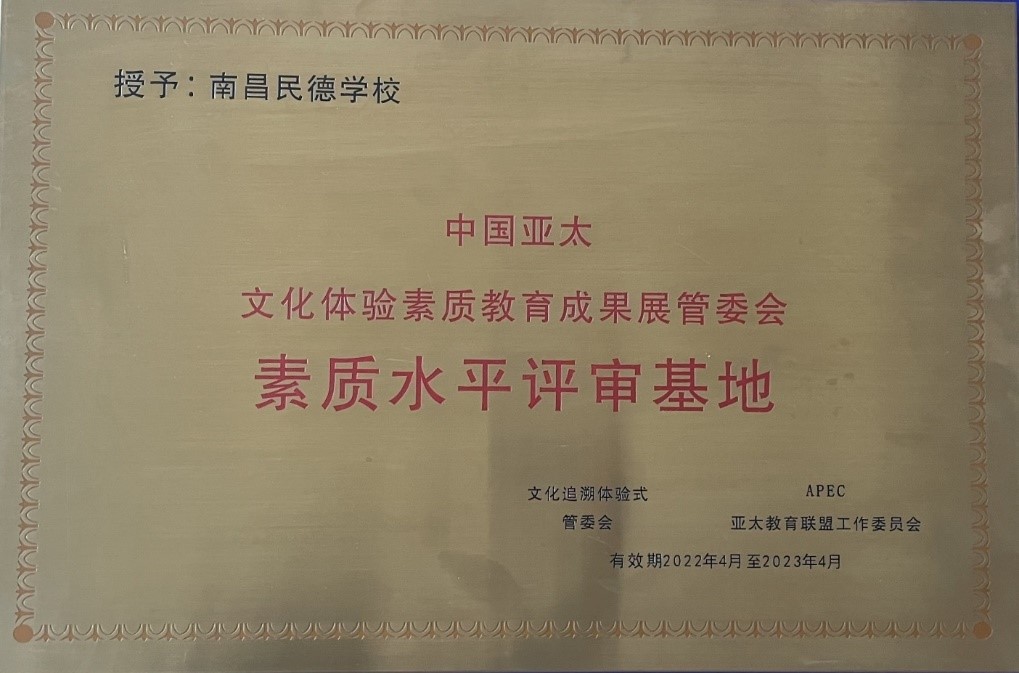 授予：南昌民德学校
中国亚太
文化体验素质教育成果展管委会
素质水平评审基地
文化追溯体验式
管委会
APEC
亚太教育联盟工作委员会
有效期2022年4月至2023年4月